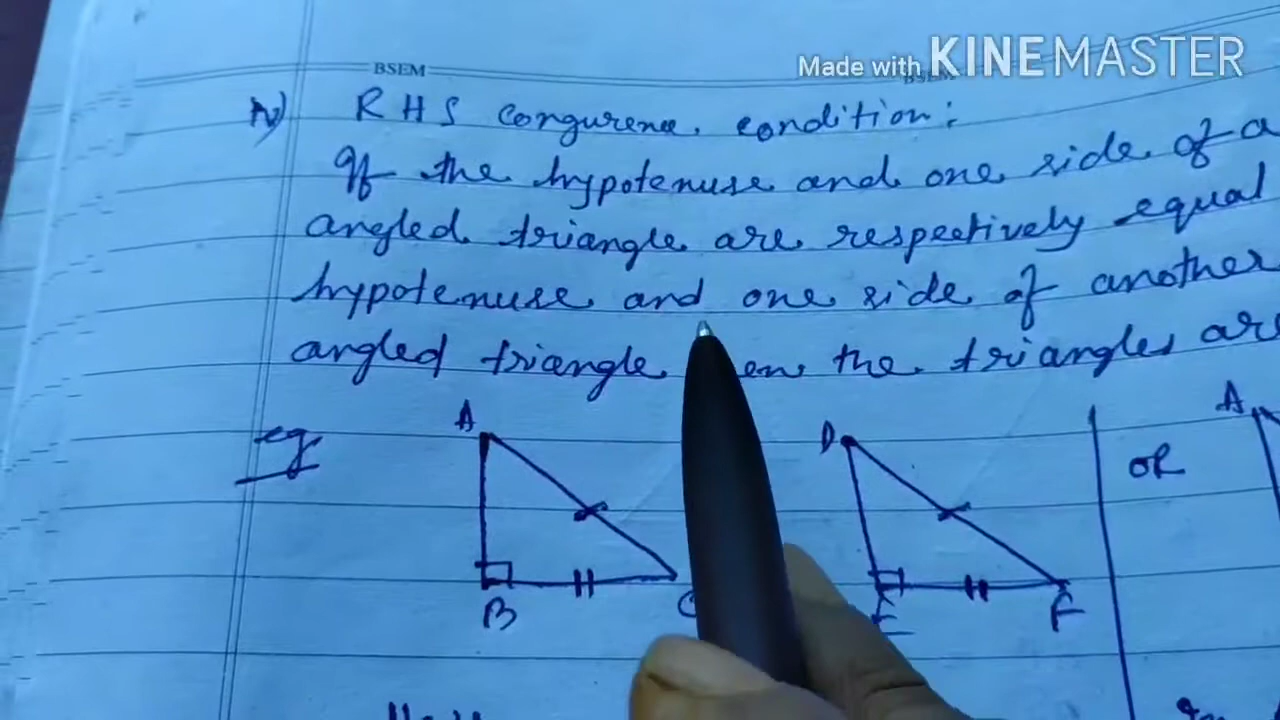 Made with KINEMASTER
BSEM
IV) RHS Congurence condition:
If the hypotenuse and one side of a
angled triangle are respectively equal
hypotenuse and one side of another
angled triangle the triangles are
eg
A D A
OR
B C E F